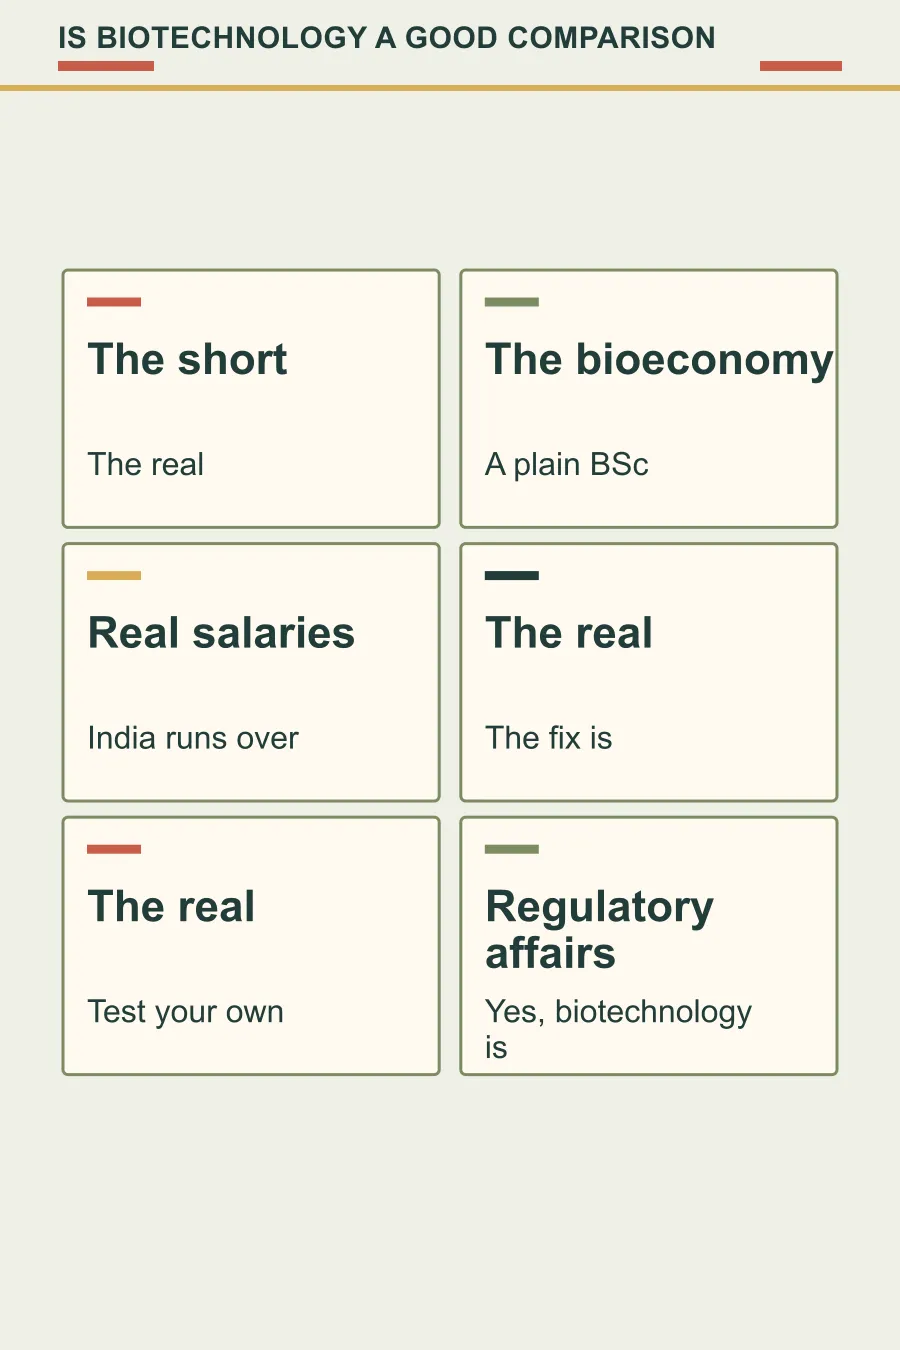 IS BIOTECHNOLOGY A GOOD COMPARISON
The short
The real
The bioeconomy
A plain BSc
Real salaries
India runs over
The real
The fix is
The real
Test your own
Regulatory
affairs
Yes, biotechnology
is